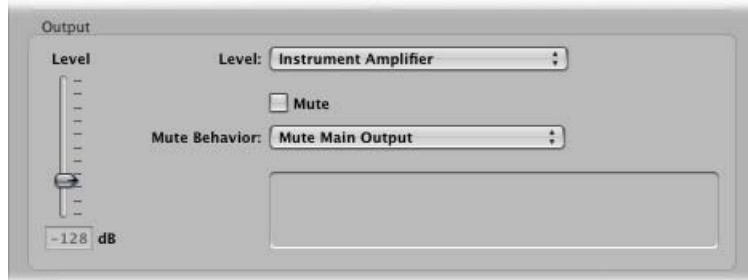 Output
Level
Level: Instrument Amplifier
Mute
Mute Behavior: Mute Main Output
-128 dB